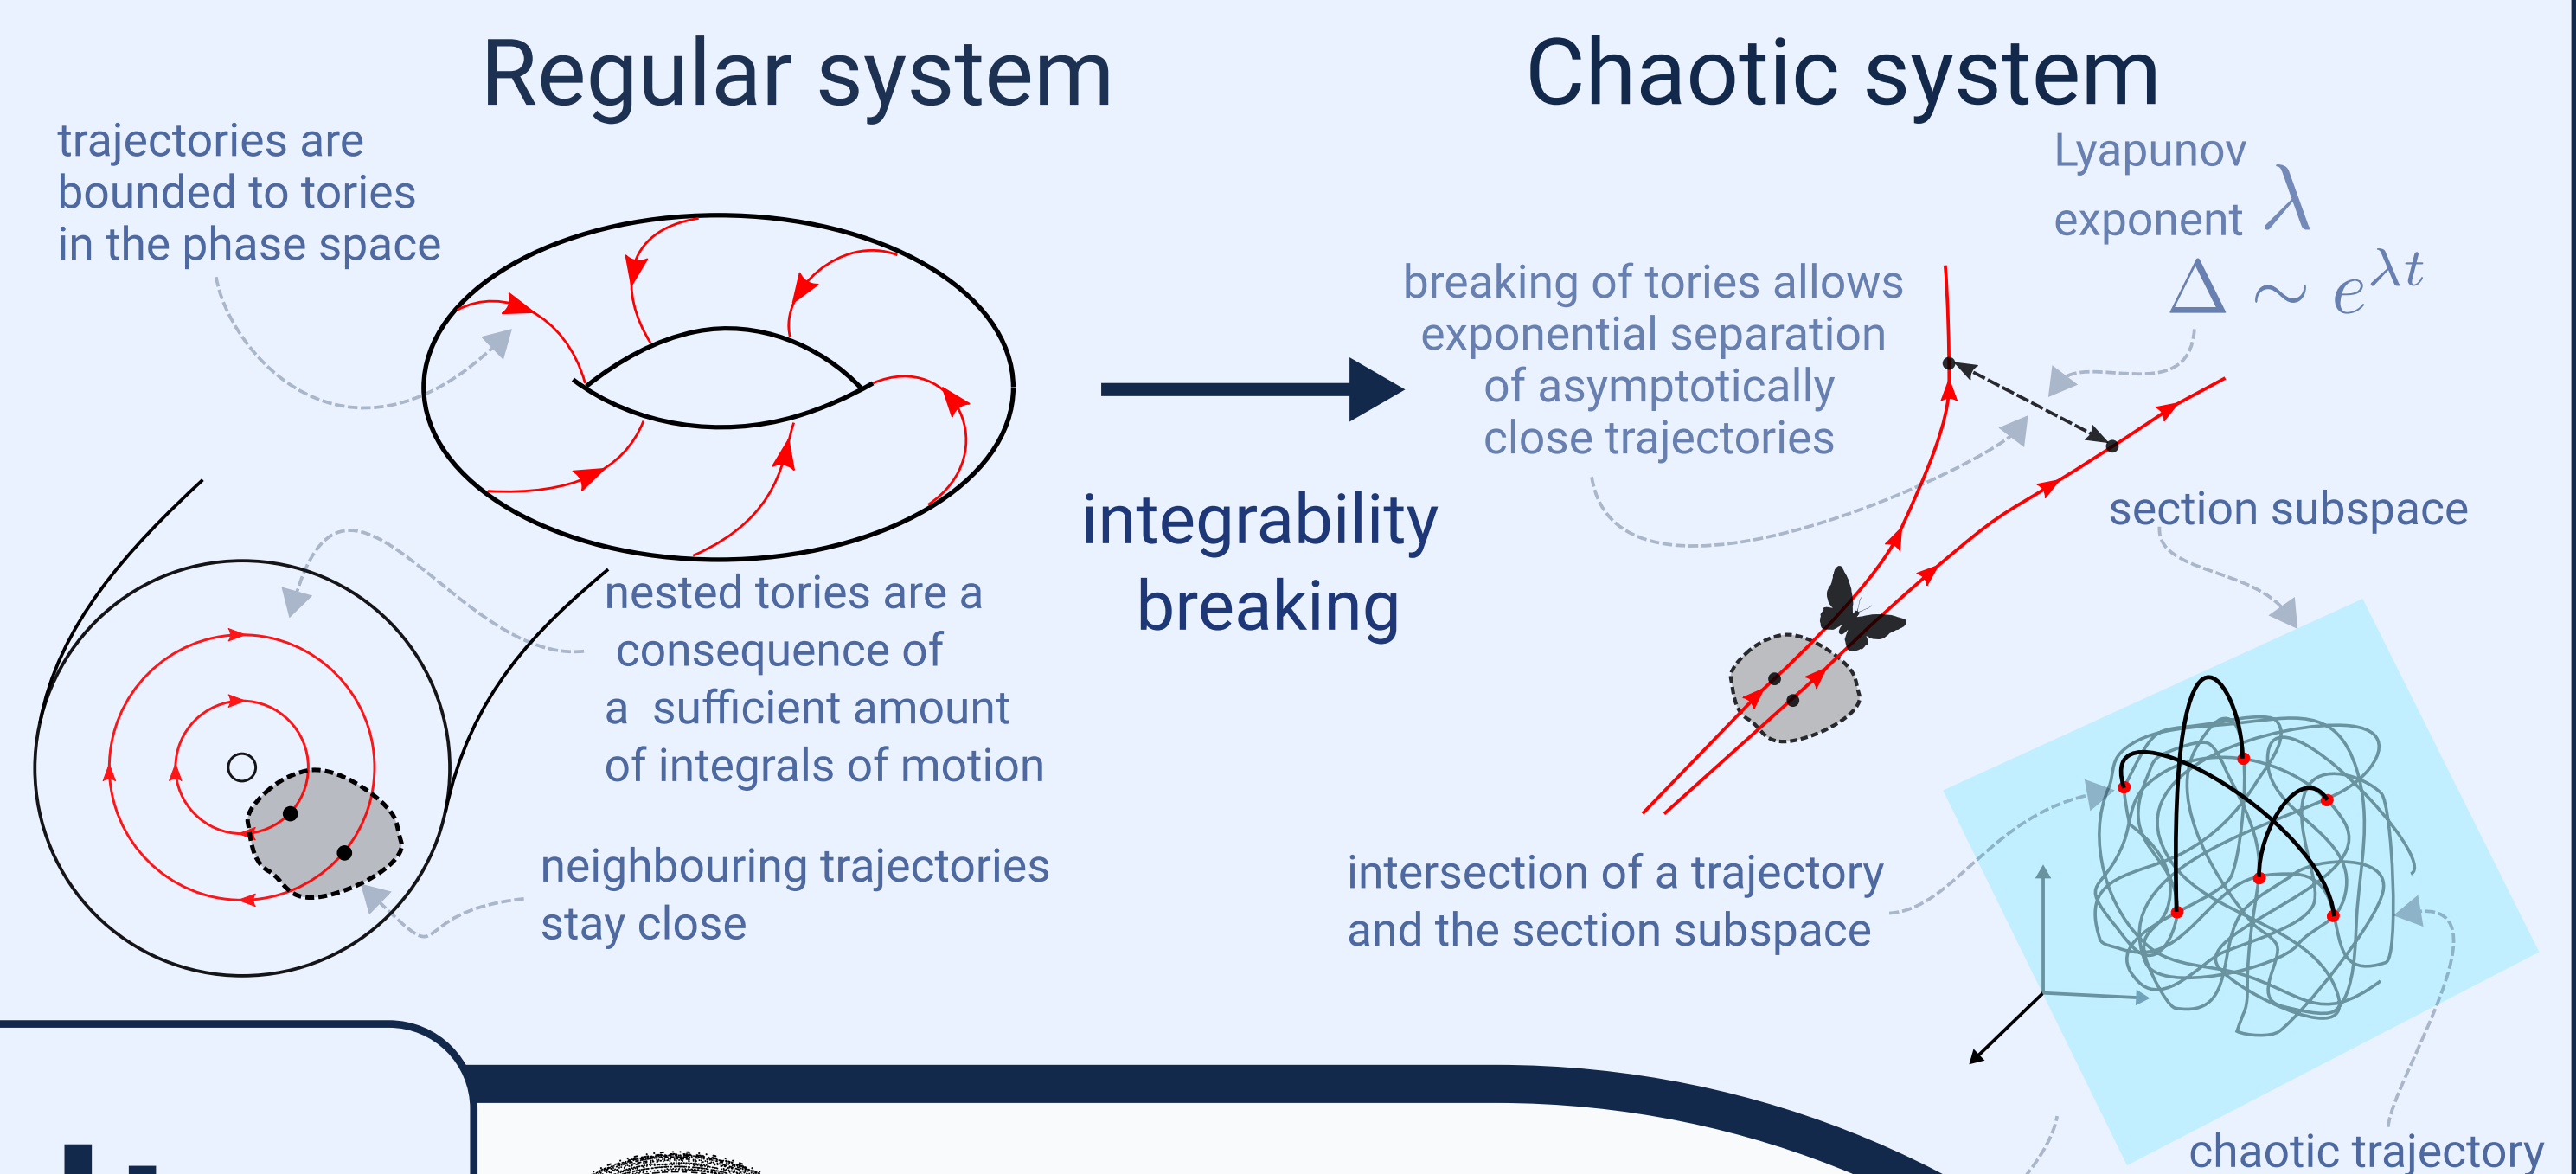 Regular system
trajectories are
bounded to tories
in the phase space
nested tories are a
consequence of
a sufficient amount
of integrals of motion
neighbouring trajectories
stay close
integrability
breaking
Chaotic system
Lyapunov
exponent λ
Δ ∼ e^{λt}
breaking of tories allows
exponential separation
of asymptotically
close trajectories
section subspace
intersection of a trajectory
and the section subspace
chaotic trajectory